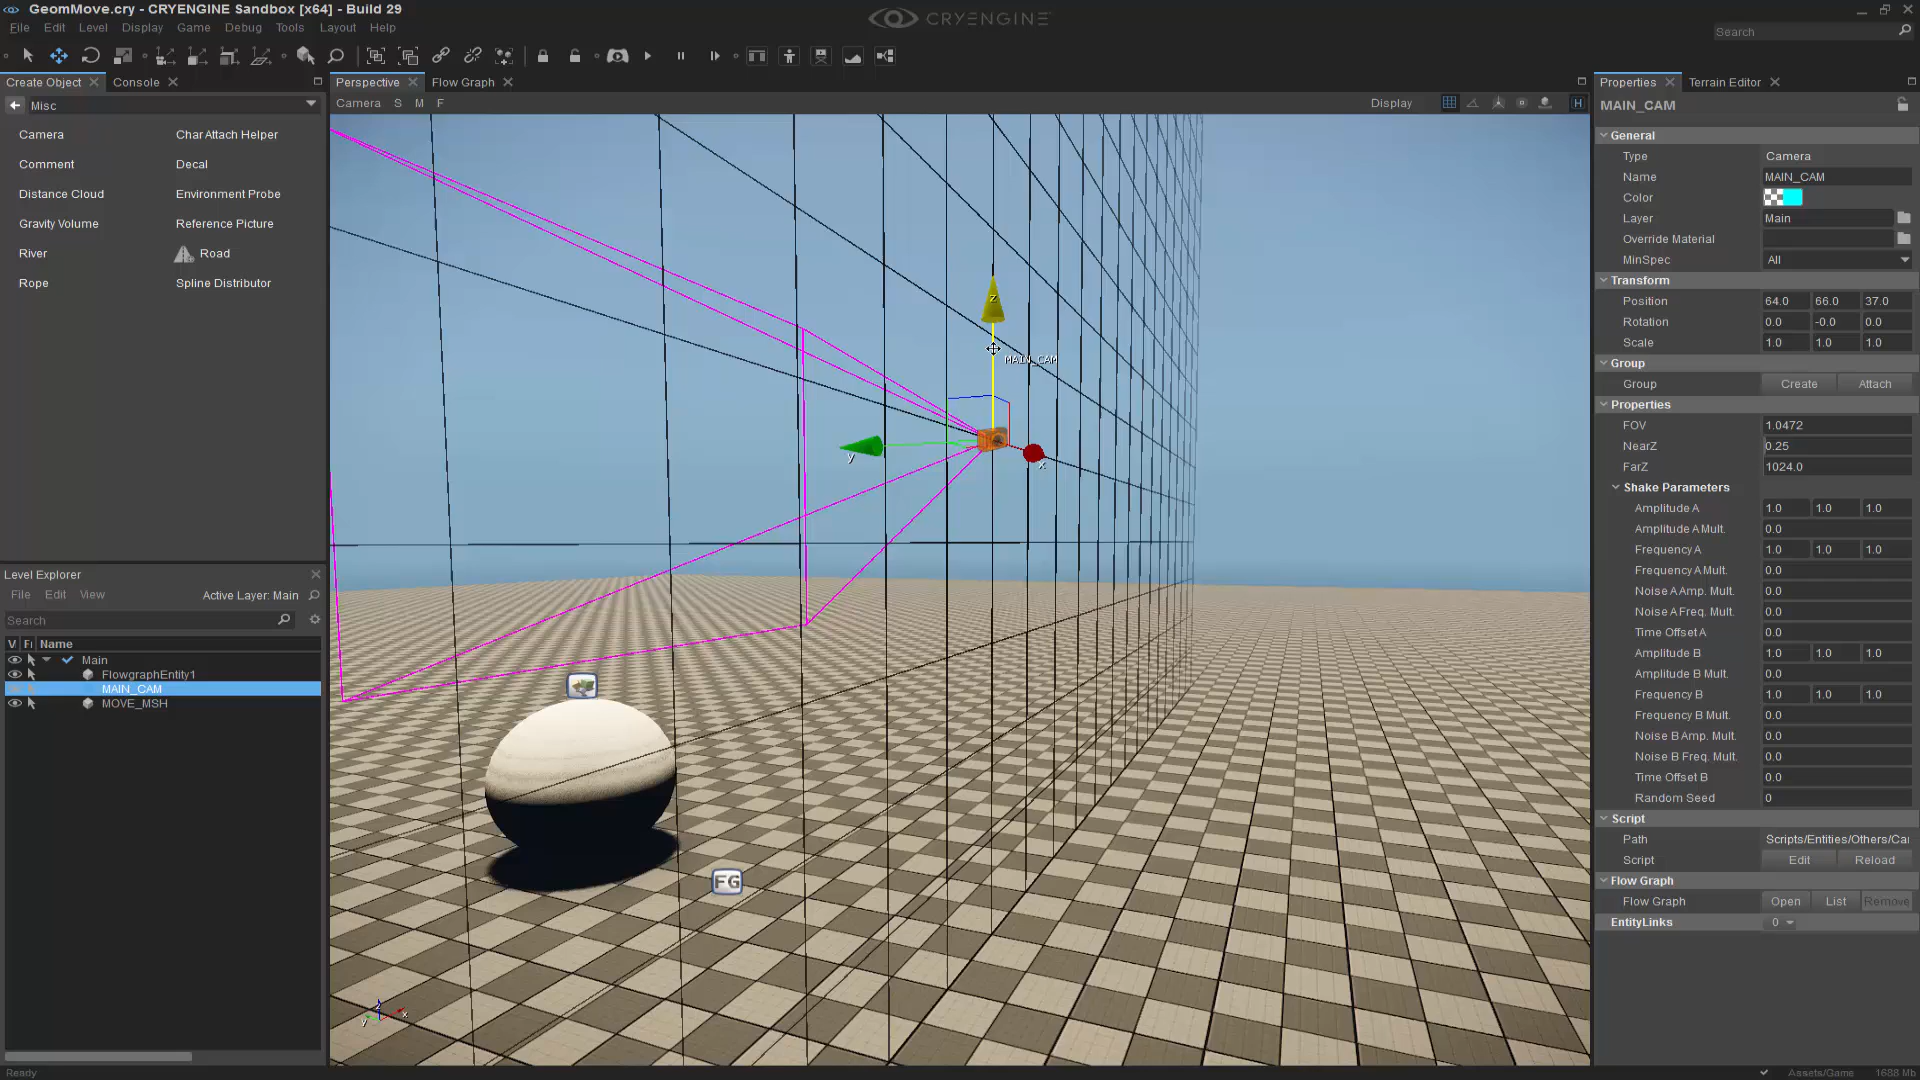 GeomMove.cry - CRYENGINE Sandbox [x64] - Build 29
CRYENGINE
File Edit Level Display Game Debug Tools Layout Help
Search
Create Object Console
Perspective Flow Graph
Properties Terrain Editor
Misc
Camera S M F
Display
H
MAIN_CAM
Camera Char Attach Helper
Comment Decal
Distance Cloud Environment Probe
Gravity Volume Reference Picture
River Road
Rope Spline Distributor
Level Explorer
File Edit View Active Layer: Main
Search
V Name
Main
FlowgraphEntity1
MAIN_CAM
MOVE_MSH
z
MAIN_CAM
y
x
FG
z
y
x
General
Type Camera
Name MAIN_CAM
Color
Layer Main
Override Material
MinSpec All
Transform
Position 64.0 66.0 37.0
Rotation 0.0 -0.0 0.0
Scale 1.0 1.0 1.0
Group
Group Create Attach
Properties
FOV 1.0472
NearZ 0.25
FarZ 1024.0
Shake Parameters
Amplitude A 1.0 1.0 1.0
Amplitude A Mult. 0.0
Frequency A 1.0 1.0 1.0
Frequency A Mult. 0.0
Noise A Amp. Mult. 0.0
Noise A Freq. Mult. 0.0
Time Offset A 0.0
Amplitude B 1.0 1.0 1.0
Amplitude B Mult. 0.0
Frequency B 1.0 1.0 1.0
Frequency B Mult. 0.0
Noise B Amp. Mult. 0.0
Noise B Freq. Mult. 0.0
Time Offset B 0.0
Random Seed 0
Script
Path Scripts/Entities/Others/Ca
Script Edit Reload
Flow Graph
Flow Graph Open List Remove
EntityLinks 0
Ready
Assets/Game 1688 Mb